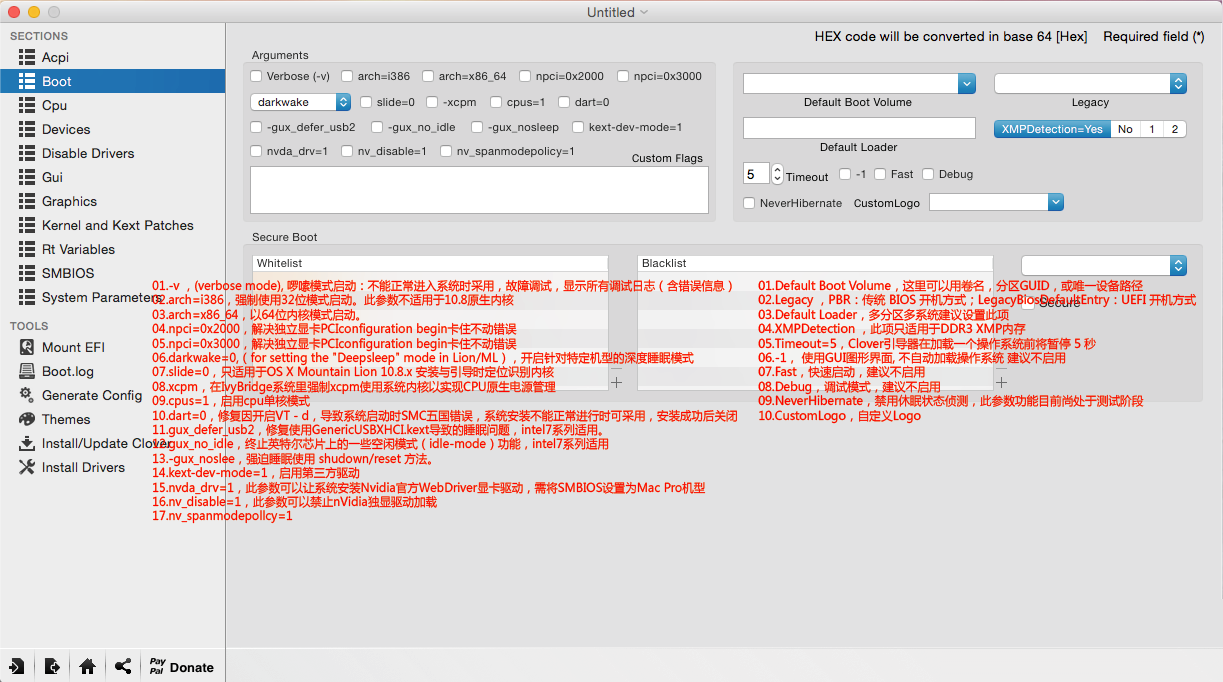 Untitled
HEX code will be converted in base 64 [Hex] Required field (*)
SECTIONS
Acpi
Boot
Cpu
Devices
Disable Drivers
Gui
Graphics
Kernel and Kext Patches
Rt Variables
SMBIOS
System Parameters
TOOLS
Mount EFI
Boot.log
Generate Config
Themes
Install/Update Clover
Install Drivers
Pay
Pal Donate
Arguments
Verbose (-v) arch=i386 arch=x86_64 npci=0x2000 npci=0x3000
darkwake slide=0 -xcpm cpus=1 dart=0
-gux_defer_usb2 -gux_no_idle -gux_nosleep kext-dev-mode=1
nvda_drv=1 nv_disable=1 nv_spanmodepolicy=1
Custom Flags
Default Boot Volume Legacy
XMPDetection=Yes No 1 2
Default Loader
5 Timeout -1 Fast Debug
NeverHibernate CustomLogo
Secure Boot
Whitelist Blacklist
Secure
01.-v ，(verbose mode), 啰嗦模式启动：不能正常进入系统时采用，故障调试，显示所有调试日志（含错误信息）
02.arch=i386，强制使用32位模式启动。此参数不适用于10.8原生内核
03.arch=x86_64，以64位内核模式启动。
04.npci=0x2000，解决独立显卡PCIconfiguration begin卡住不动错误
05.npci=0x3000，解决独立显卡PCIconfiguration begin卡住不动错误
06.darkwake=0, ( for setting the "Deepsleep" mode in Lion/ML )，开启针对特定机型的深度睡眠模式
07.slide=0，只适用于OS X Mountain Lion 10.8.x 安装与引导时定位识别内核
08.xcpm，在IvyBridge系统里强制xcpm使用系统内核以实现CPU原生电源管理
09.cpus=1，启用cpu单核模式
10.dart=0，修复因开启VT - d，导致系统启动时SMC五国错误，系统安装不能正常进行时可采用，安装成功后关闭
11.gux_defer_usb2，修复使用GenericUSBXHCI.kext导致的睡眠问题，intel7系列适用。
12.gux_no_idle，终止英特尔芯片上的一些空闲模式（idle-mode）功能，intel7系列适用
13.-gux_noslee，强迫睡眠使用 shudown/reset 方法。
14.kext-dev-mode=1，启用第三方驱动
15.nvda_drv=1，此参数可以让系统安装Nvidia官方WebDriver显卡驱动，需将SMBIOS设置为Mac Pro机型
16.nv_disable=1，此参数可以禁止nVidia独显驱动加载
17.nv_spanmodepollcy=1
01.Default Boot Volume，这里可以用卷名，分区GUID，或唯一设备路径
02.Legacy ，PBR：传统 BIOS 开机方式；LegacyBiosDefaultEntry：UEFI 开机方式
03.Default Loader，多分区多系统建议设置此项
04.XMPDetection ，此项只适用于DDR3 XMP内存
05.Timeout=5，Clover引导器在加载一个操作系统前将暂停 5 秒
06.-1， 使用GUI图形界面, 不自动加载操作系统 建议不启用
07.Fast，快速启动，建议不启用
08.Debug，调试模式，建议不启用
09.NeverHibernate，禁用休眠状态侦测，此参数功能目前尚处于测试阶段
10.CustomLogo，自定义Logo